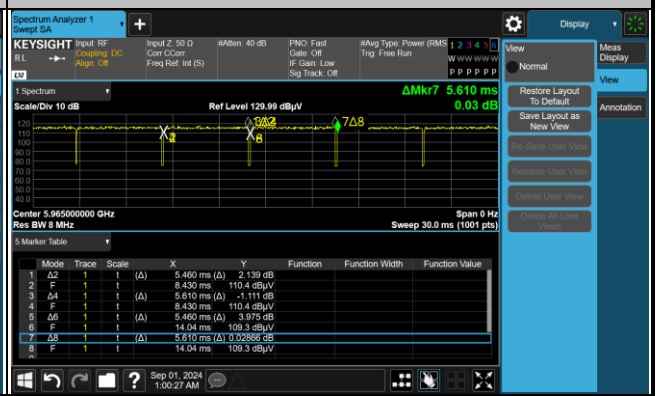 Spectrum Analyzer 1
Swept SA
+
Display
KEYSIGHT Input: RF Input Z: 50 Ω #Atten: 40 dB PNO: Fast #Avg Type: Power (RMS 1 2 3 4 5 6
RL Coupling: DC Corr CCorr Gate: Off Trig: Free Run W W W W W W
Align: Off Freq Ref: Int (S) IF Gain: Low P P P P P P
Sig Track: Off
LXI
1 Spectrum ΔMkr7 5.610 ms
Scale/Div 10 dB Ref Level 129.99 dBµV 0.03 dB
120
110
100
90.0
80.0
70.0
60.0
50.0
40.0
7Δ8
8
Center 5.965000000 GHz Span 0 Hz
Res BW 8 MHz Sweep 30.0 ms (1001 pts)
5 Marker Table
Mode Trace Scale X Y Function Function Width Function Value
1 Δ2 1 t (Δ) 5.460 ms (Δ) 2.139 dB
2 F 1 t 8.430 ms 110.4 dBµV
3 Δ4 1 t (Δ) 5.610 ms (Δ) -1.111 dB
4 F 1 t 8.430 ms 110.4 dBµV
5 Δ6 1 t (Δ) 5.460 ms (Δ) 3.975 dB
6 F 1 t 14.04 ms 109.3 dBµV
7 Δ8 1 t (Δ) 5.610 ms (Δ) 0.02866 dB
8 F 1 t 14.04 ms 109.3 dBµV
Sep 01, 2024
1:00:27 AM
?
View
Normal
Restore Layout
To Default
Save Layout as
New View
Re-Save User View
Rename User View
Delete User View
Delete All User
Views
Meas
Display
View
Annotation